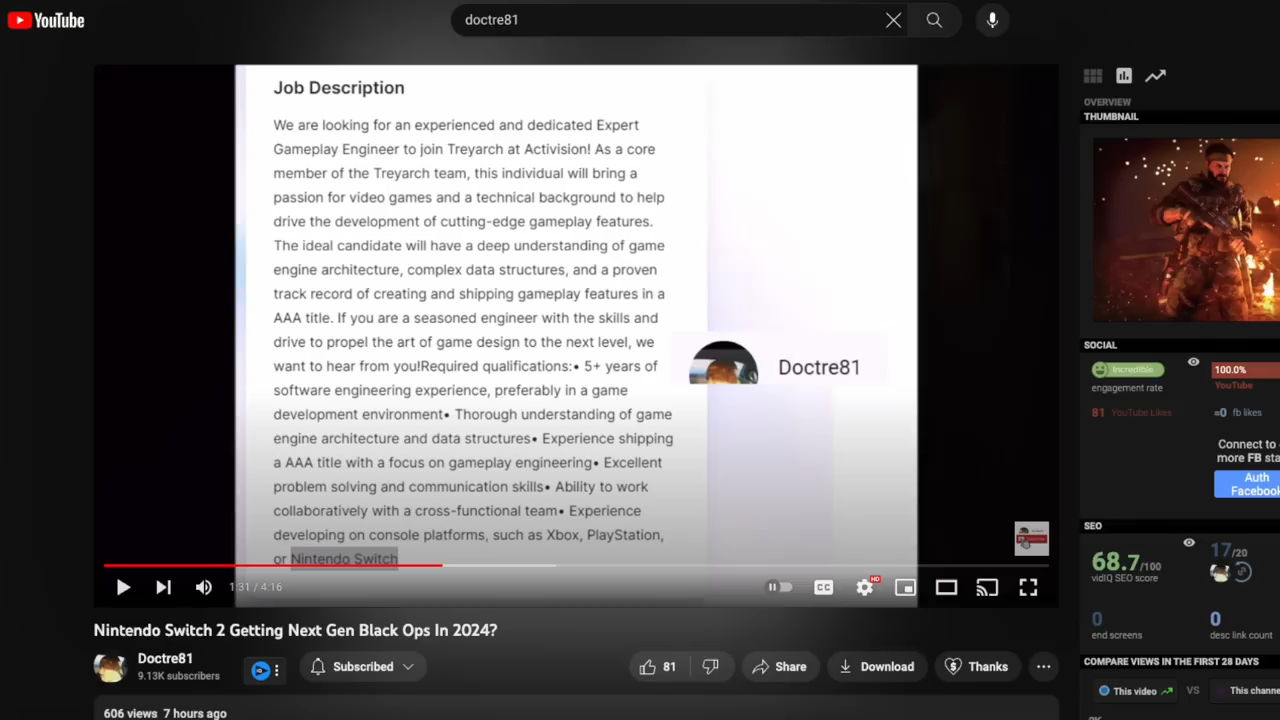 YouTube
doctre81
Job Description
We are looking for an experienced and dedicated Expert
Gameplay Engineer to join Treyarch at Activision! As a core
member of the Treyarch team, this individual will bring a
passion for video games and a technical background to help
drive the development of cutting-edge gameplay features.
The ideal candidate will have a deep understanding of game
engine architecture, complex data structures, and a proven
track record of creating and shipping gameplay features in a
AAA title. If you are a seasoned engineer with the skills and
drive to propel the art of game design to the next level, we
want to hear from you!Required qualifications:• 5+ years of
software engineering experience, preferably in a game
development environment• Thorough understanding of game
engine architecture and data structures• Experience shipping
a AAA title with a focus on gameplay engineering• Excellent
problem solving and communication skills• Ability to work
collaboratively with a cross-functional team• Experience
developing on console platforms, such as Xbox, PlayStation,
or Nintendo Switch
Doctre81
1:31 / 4:16
CC
HD
Nintendo Switch 2 Getting Next Gen Black Ops In 2024?
Doctre81
9.13K subscribers
Subscribed
81
Share
Download
Thanks
606 views 7 hours ago
OVERVIEW
THUMBNAIL
SOCIAL
Incredible
engagement rate
100.0%
YouTube
81 YouTube Likes
=0 fb likes
Connect to
more FB sta
Auth
Facebook
SEO
68.7/100
vidIQ SEO score
17/20
0
end screens
0
desc link count
COMPARE VIEWS IN THE FIRST 28 DAYS
This video
VS
This channe